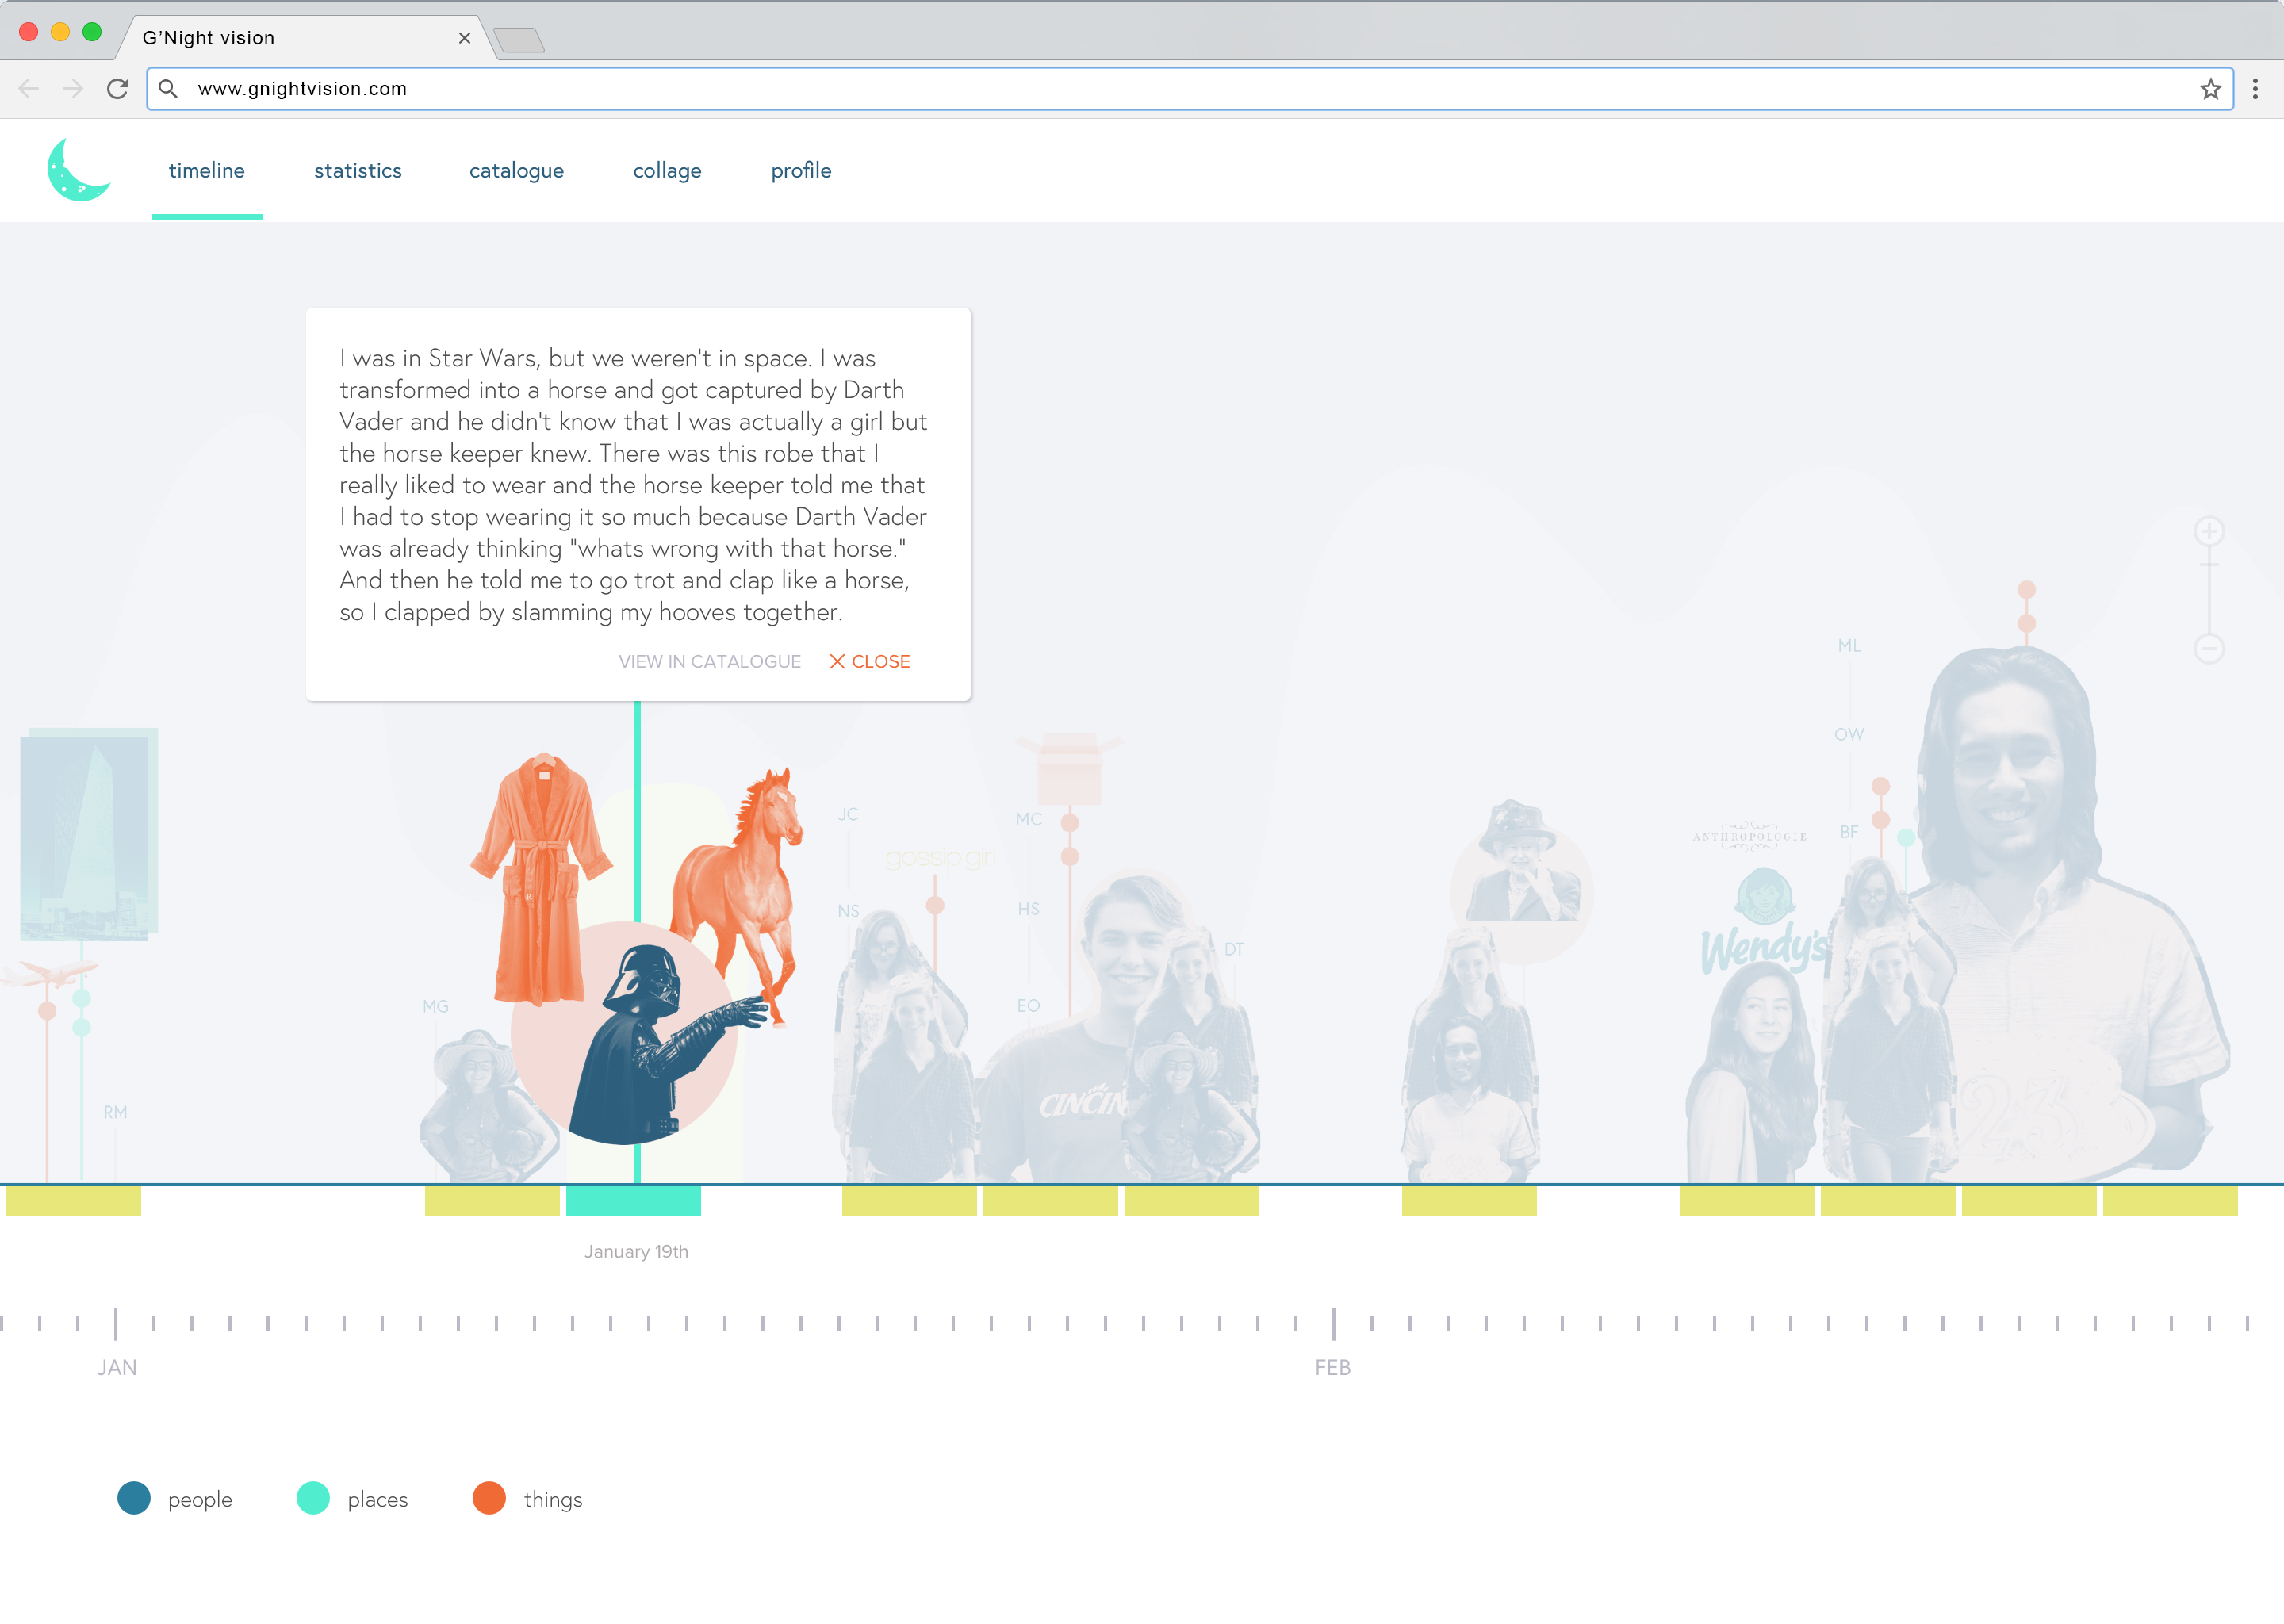 G'Night vision
www.gnightvision.com
timeline statistics catalogue collage profile
I was in Star Wars, but we weren't in space. I was
transformed into a horse and got captured by Darth
Vader and he didn't know that I was actually a girl but
the horse keeper knew. There was this robe that I
really liked to wear and the horse keeper told me that
I had to stop wearing it so much because Darth Vader
was already thinking "whats wrong with that horse."
And then he told me to go trot and clap like a horse,
so I clapped by slamming my hooves together.
VIEW IN CATALOGUE CLOSE
RM
MG
JC
NS
gossip girl
MC
HS
EO
CINCIN
DT
ANTHROPOLOGIE
Wendy's
ML
OW
BF
23
January 19th
JAN
FEB
people places things